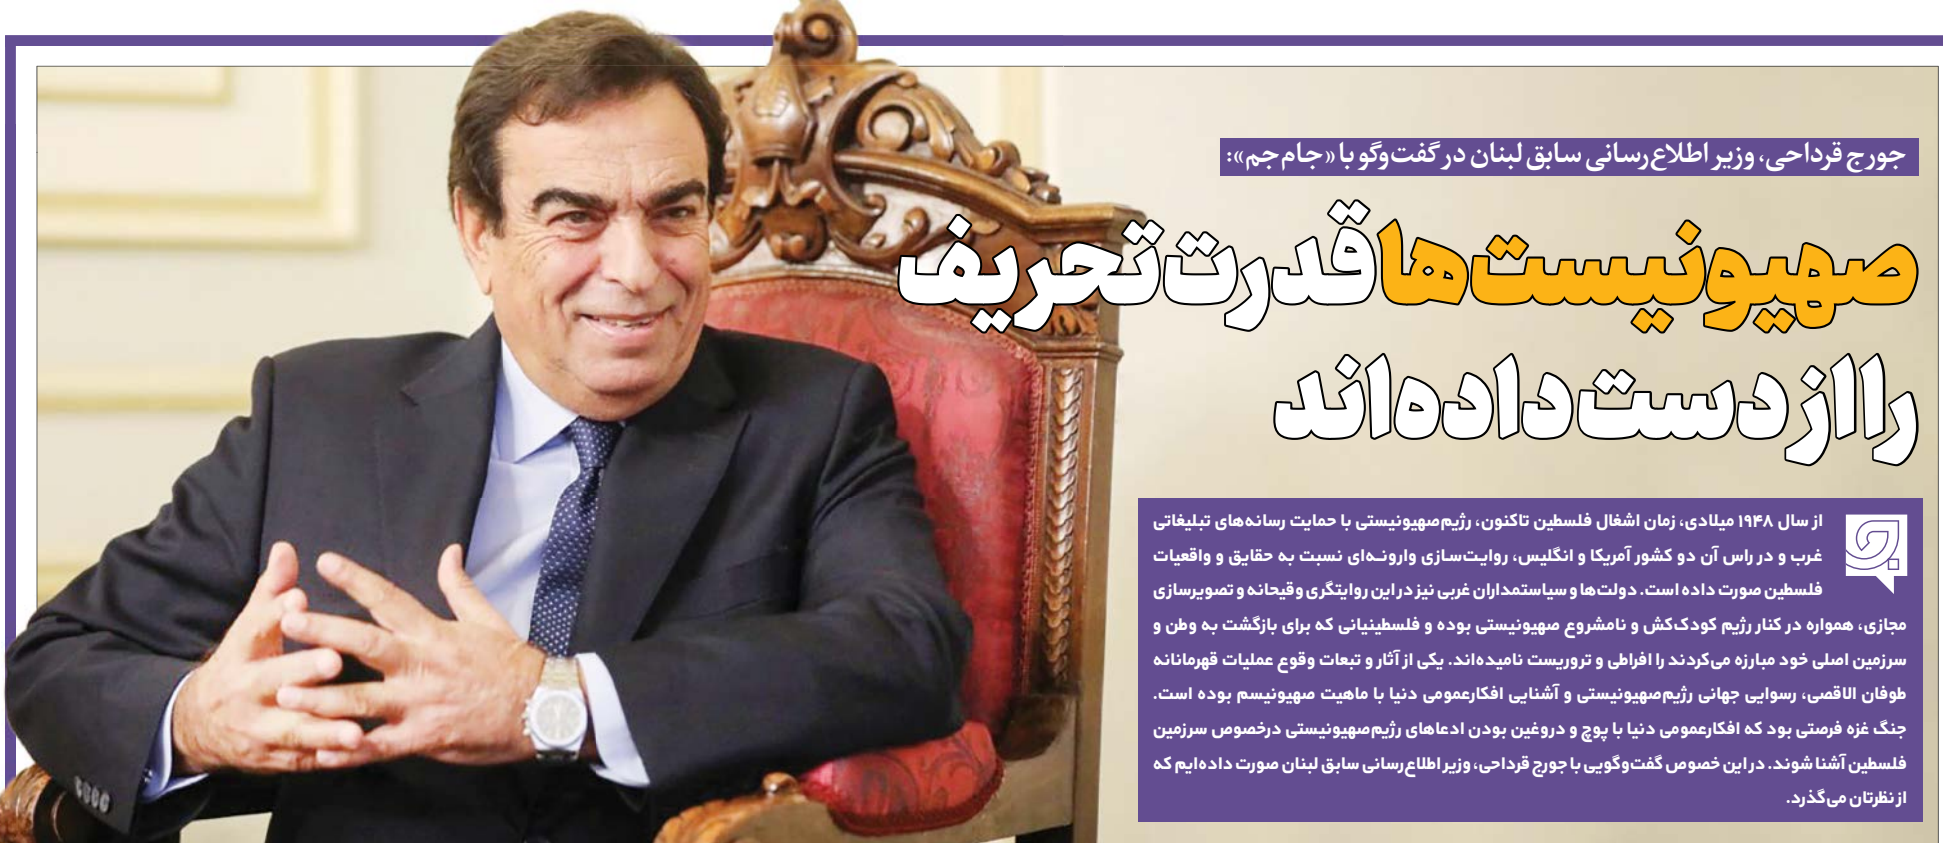 جورج قرداحی، وزیر اطلاع‌رسانی سابق لبنان در گفت‌وگو با «جام‌جم»:
صهیونیست‌ها قدرت تحریف
را از دست داده‌اند
از سال ۱۹۴۸ میلادی، زمان اشغال فلسطین تاکنون، رژیم‌صهیونیستی با حمایت رسانه‌های تبلیغاتی
غرب و در راس آن دو کشور آمریکا و انگلیس، روایت‌سازی وارونه‌ای نسبت به حقایق و واقعیات
فلسطین صورت داده است. دولت‌ها و سیاستمداران غربی نیز در این روایتگری وقیحانه و تصویرسازی
مجازی، همواره در کنار رژیم کودک‌کش و نامشروع صهیونیستی بوده و فلسطینیانی که برای بازگشت به وطن و
سرزمین اصلی خود مبارزه می‌کردند را افراطی و تروریست نامیده‌اند. یکی از آثار و تبعات وقوع عملیات قهرمانانه
طوفان الاقصی، رسوایی جهانی رژیم‌صهیونیستی و آشنایی افکارعمومی دنیا با ماهیت صهیونیسم بوده است.
جنگ غزه فرصتی بود که افکارعمومی دنیا با پوچ و دروغین بودن ادعاهای رژیم‌صهیونیستی درخصوص سرزمین
فلسطین آشنا شوند. در این خصوص گفت‌وگویی با جورج قرداحی، وزیر اطلاع‌رسانی سابق لبنان صورت داده‌ایم که
از نظرتان می‌گذرد.